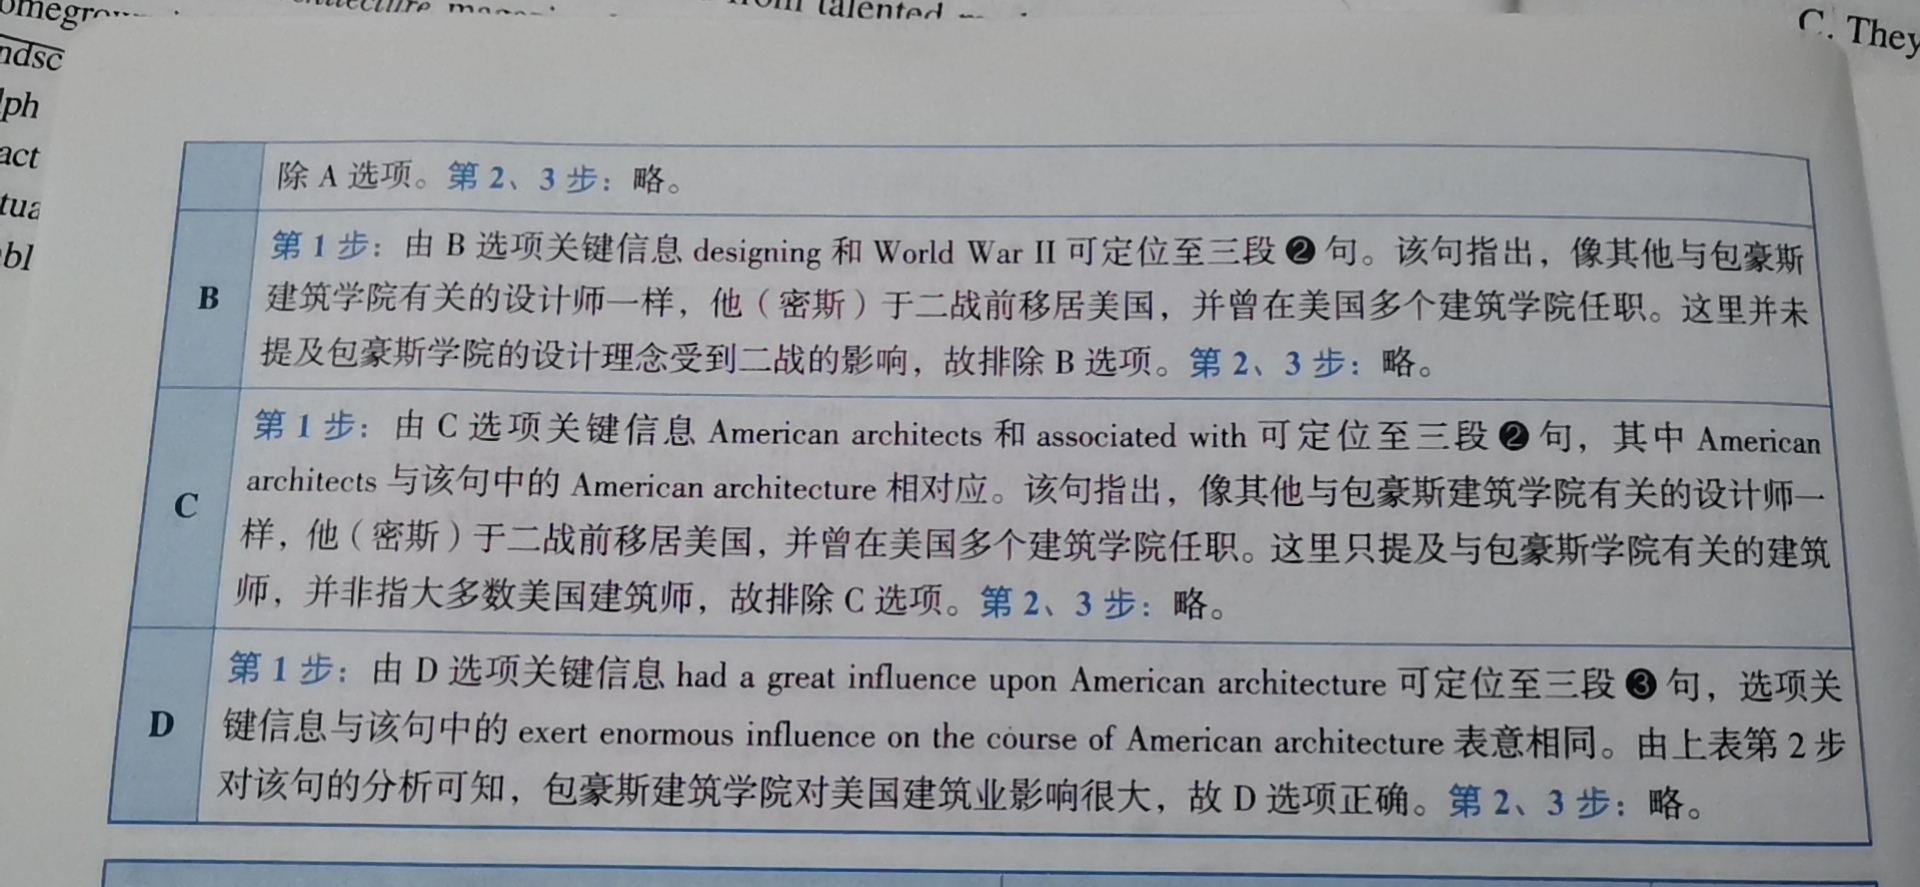 talented
C. They
ndsc
act
除 A 选项。第 2、3 步：略。
第 1 步：由 B 选项关键信息 designing 和 World War II 可定位至三段 ❷ 句。该句指出，像其他与包豪斯
B
建筑学院有关的设计师一样，他（密斯）于二战前移居美国，并曾在美国多个建筑学院任职。这里并未
提及包豪斯学院的设计理念受到二战的影响，故排除 B 选项。第 2、3 步：略。
第 1 步：由 C 选项关键信息 American architects 和 associated with 可定位至三段 ❷ 句，其中 American
architects 与该句中的 American architecture 相对应。该句指出，像其他与包豪斯建筑学院有关的设计师一
C
样，他（密斯）于二战前移居美国，并曾在美国多个建筑学院任职。这里只提及与包豪斯学院有关的建筑
师，并非指大多数美国建筑师，故排除 C 选项。第 2、3 步：略。
第 1 步：由 D 选项关键信息 had a great influence upon American architecture 可定位至三段 ❸ 句，选项关
D
键信息与该句中的 exert enormous influence on the course of American architecture 表意相同。由上表第 2 步
对该句的分析可知，包豪斯建筑学院对美国建筑业影响很大，故 D 选项正确。第 2、3 步：略。